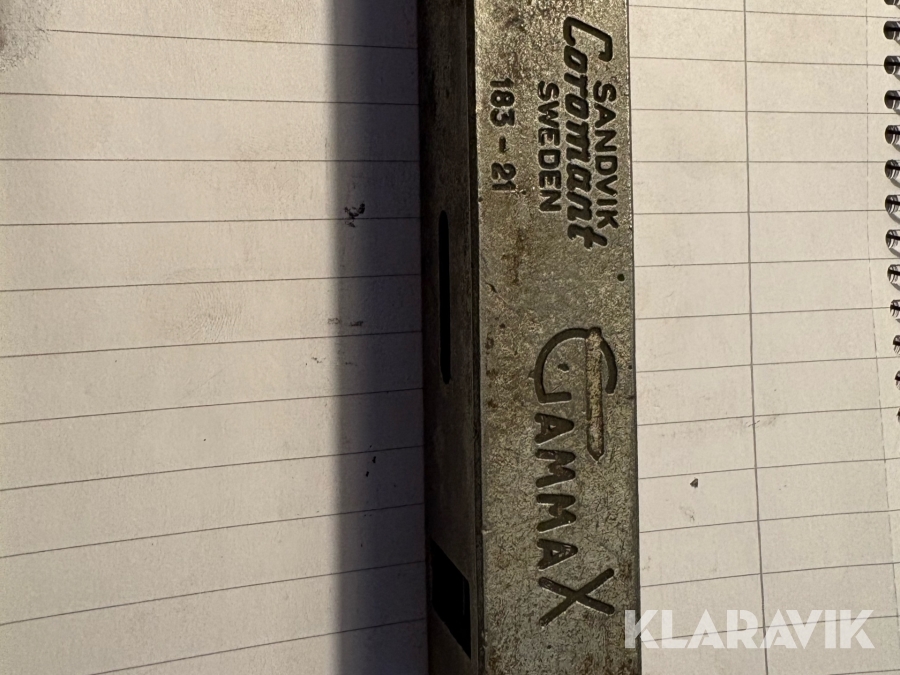 SANDVIK
Coromant
SWEDEN
183-21
GAMMAX
KLARAVIK